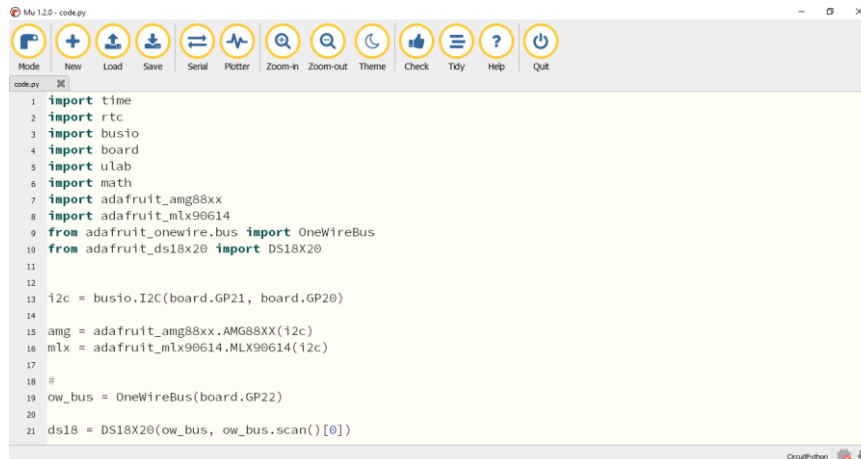 Mu 1.2.0 - code.py
Mode New Load Save Serial Plotter Zoom-in Zoom-out Theme Check Tidy Help Quit
code.py
1 import time
2 import rtc
3 import busio
4 import board
5 import ulab
6 import math
7 import adafruit_amg88xx
8 import adafruit_mlx90614
9 from adafruit_onewire.bus import OneWireBus
10 from adafruit_ds18x20 import DS18X20
11
12
13 i2c = busio.I2C(board.GP21, board.GP20)
14
15 amg = adafruit_amg88xx.AMG88XX(i2c)
16 mlx = adafruit_mlx90614.MLX90614(i2c)
17
18 #
19 ow_bus = OneWireBus(board.GP22)
20
21 ds18 = DS18X20(ow_bus, ow_bus.scan()[0])
CircuitPython